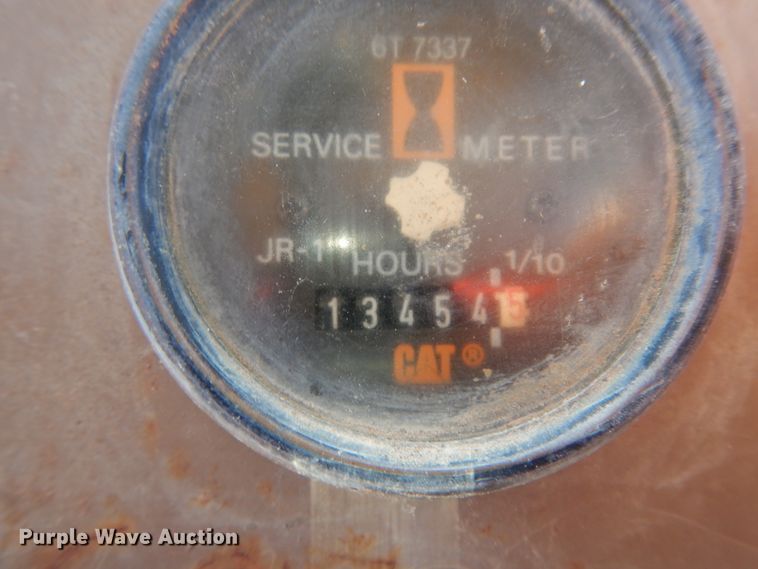 6T 7337
SERVICE METER
JR-1
HOURS 1/10
13454
CAT®
Purple Wave Auction